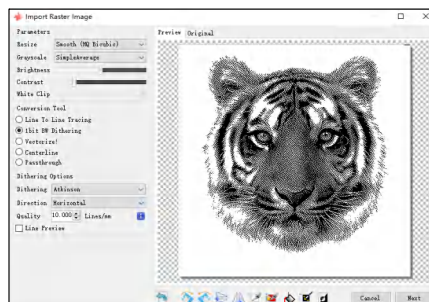 Import Raster Image
Parameters
Resize Smooth (HQ Bicubic)
Grayscale SimpleAverage
Brightness
Contrast
White Clip
Conversion Tool
Line To Line Tracing
1bit BW Dithering
Vectorize!
Centerline
Passthrough
Dithering Options
Dithering Atkinson
Direction Horizontal
Quality 10.000 Lines/mm
Line Preview
Preview Original
Cancel Next